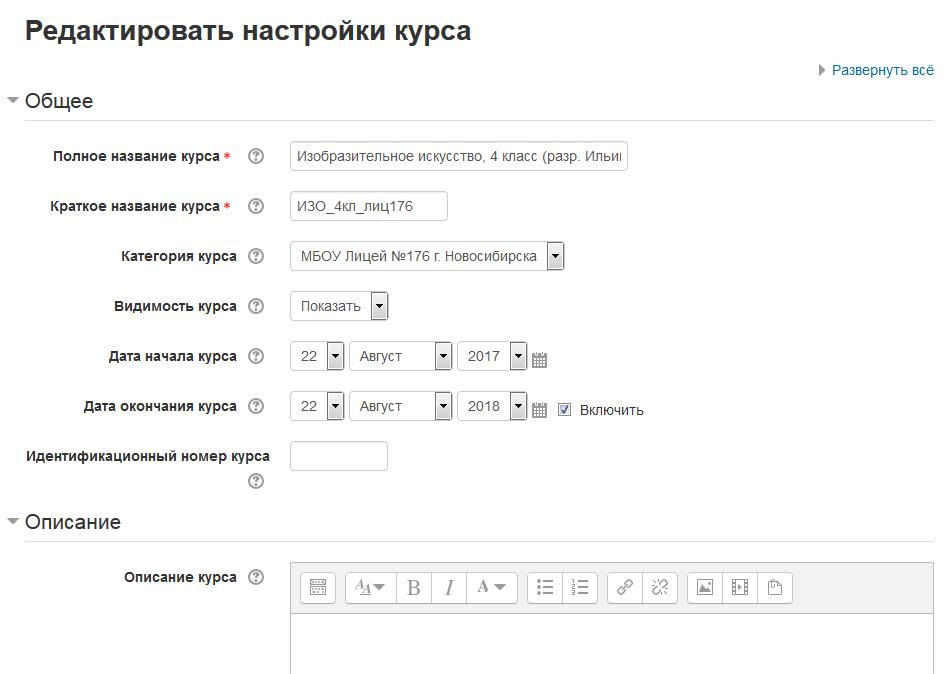 Редактировать настройки курса
Развернуть всё
Общее
Полное название курса * Изобразительное искусство, 4 класс (разр. Ильи
Краткое название курса * ИЗО_4кл_лиц176
Категория курса МБОУ Лицей №176 г. Новосибирска
Видимость курса Показать
Дата начала курса 22 Август 2017
Дата окончания курса 22 Август 2018 Включить
Идентификационный номер курса
Описание
Описание курса